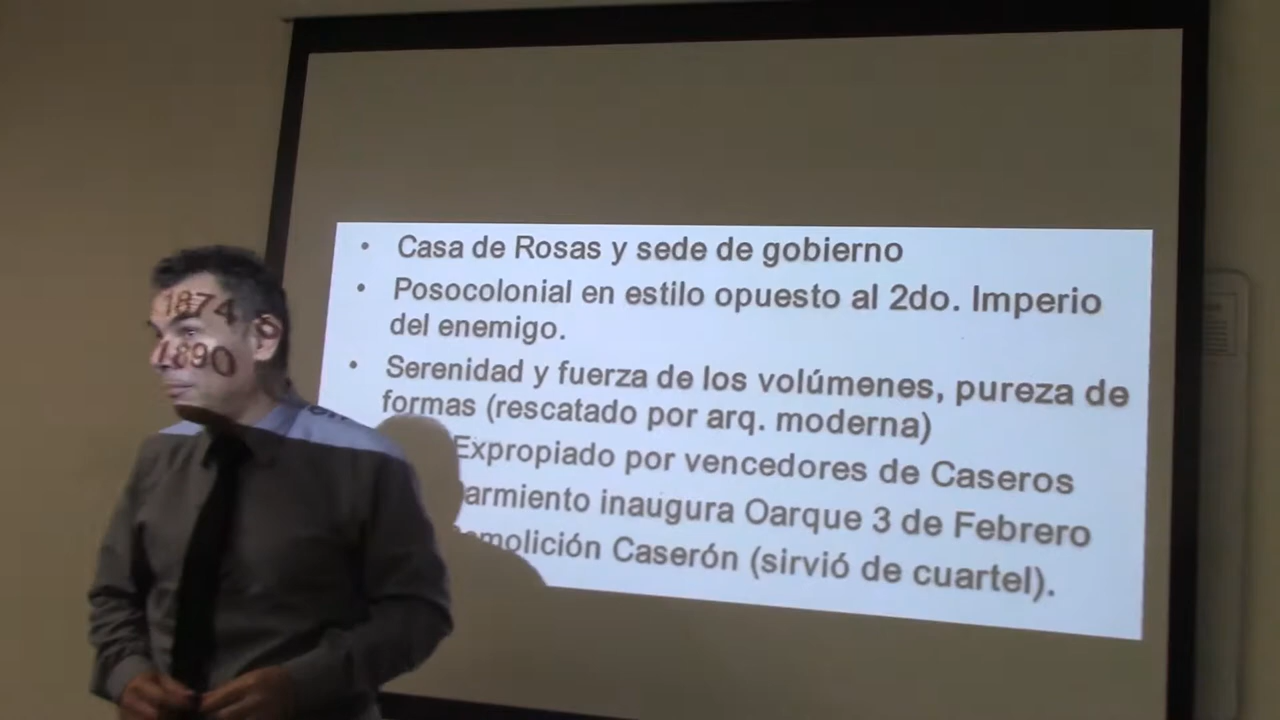 • Casa de Rosas y sede de gobierno
• Posocolonial en estilo opuesto al 2do. Imperio
del enemigo.
• Serenidad y fuerza de los volúmenes, pureza de
formas (rescatado por arq. moderna)
Expropiado por vencedores de Caseros
1874 armiento inaugura Oarque 3 de Febrero
1890 molición Caserón (sirvió de cuartel).